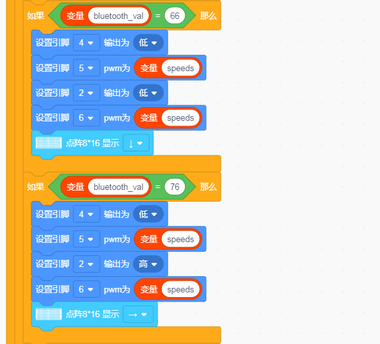 如果 变量 bluetooth_val = 66 那么
设置引脚 4 输出为 低
设置引脚 5 pwm为 变量 speeds
设置引脚 2 输出为 低
设置引脚 6 pwm为 变量 speeds
点阵8*16 显示 ↓
如果 变量 bluetooth_val = 76 那么
设置引脚 4 输出为 低
设置引脚 5 pwm为 变量 speeds
设置引脚 2 输出为 高
设置引脚 6 pwm为 变量 speeds
点阵8*16 显示 →